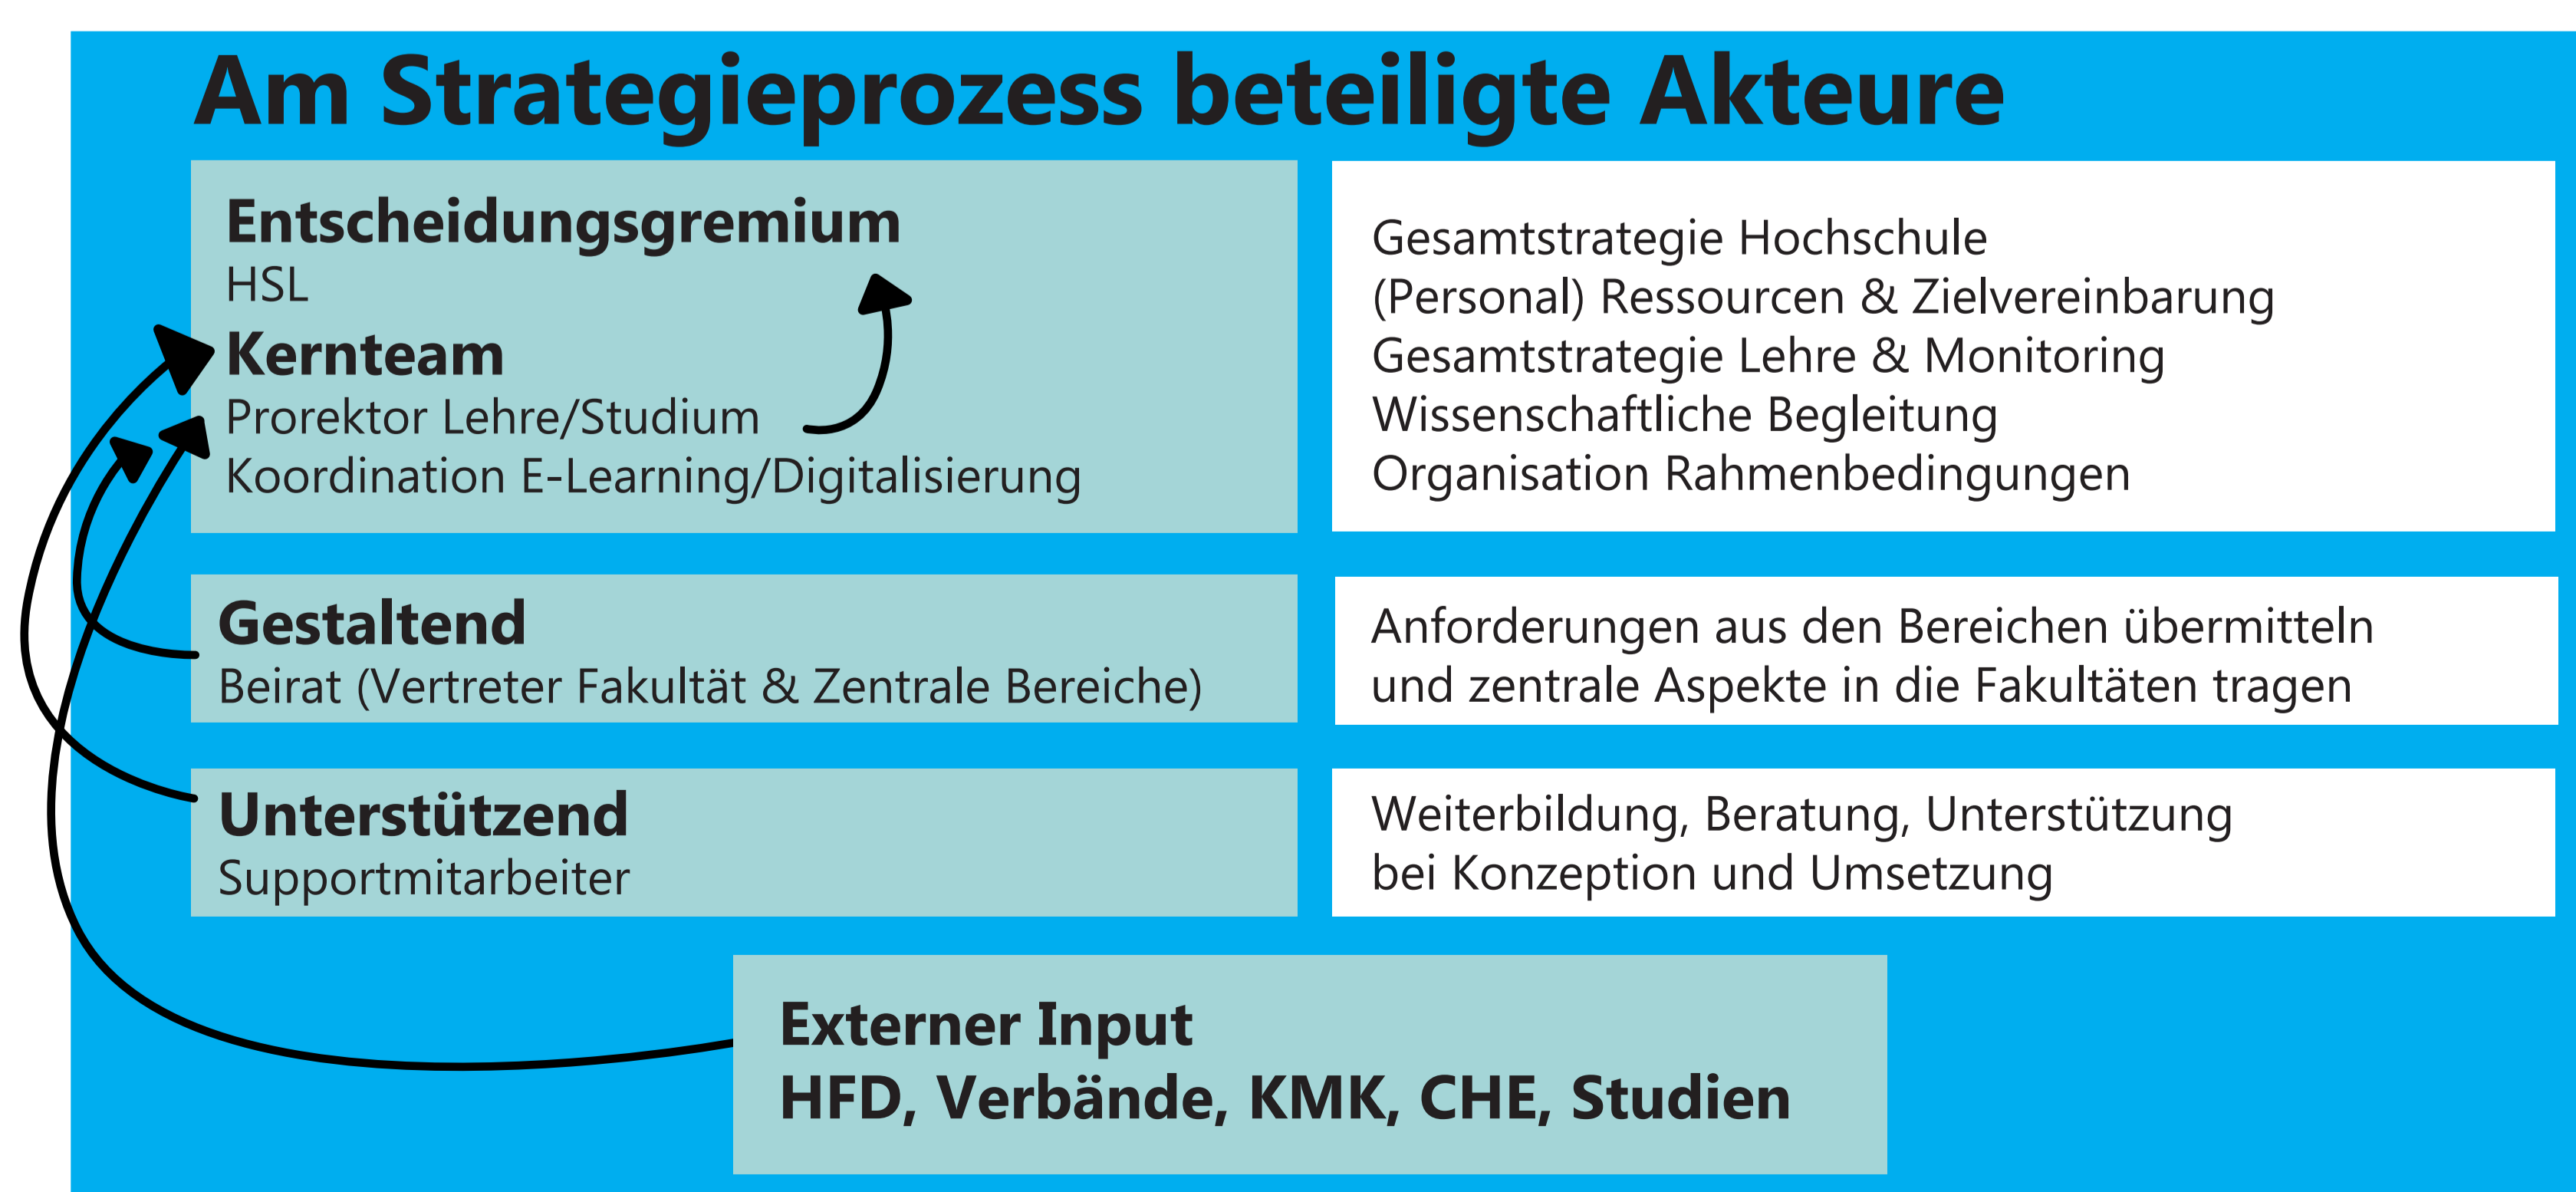 Am Strategieprozess beteiligte Akteure
Entscheidungsgremium
HSL
Kernteam
Prorektor Lehre/Studium
Koordination E-Learning/Digitalisierung
Gesamtstrategie Hochschule
(Personal) Ressourcen & Zielvereinbarung
Gesamtstrategie Lehre & Monitoring
Wissenschaftliche Begleitung
Organisation Rahmenbedingungen
Gestaltend
Beirat (Vertreter Fakultät & Zentrale Bereiche)
Anforderungen aus den Bereichen übermitteln
und zentrale Aspekte in die Fakultäten tragen
Unterstützend
Supportmitarbeiter
Weiterbildung, Beratung, Unterstützung
bei Konzeption und Umsetzung
Externer Input
HFD, Verbände, KMK, CHE, Studien